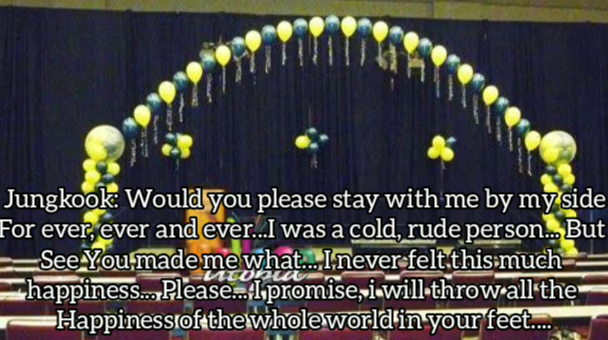 Jungkook: Would you please stay with me by my side
For ever, ever and ever...I was a cold, rude person... But
See You made me what... I never felt this much
happiness... Please... I promise, i will throw all the
Happiness of the whole world in your feet....